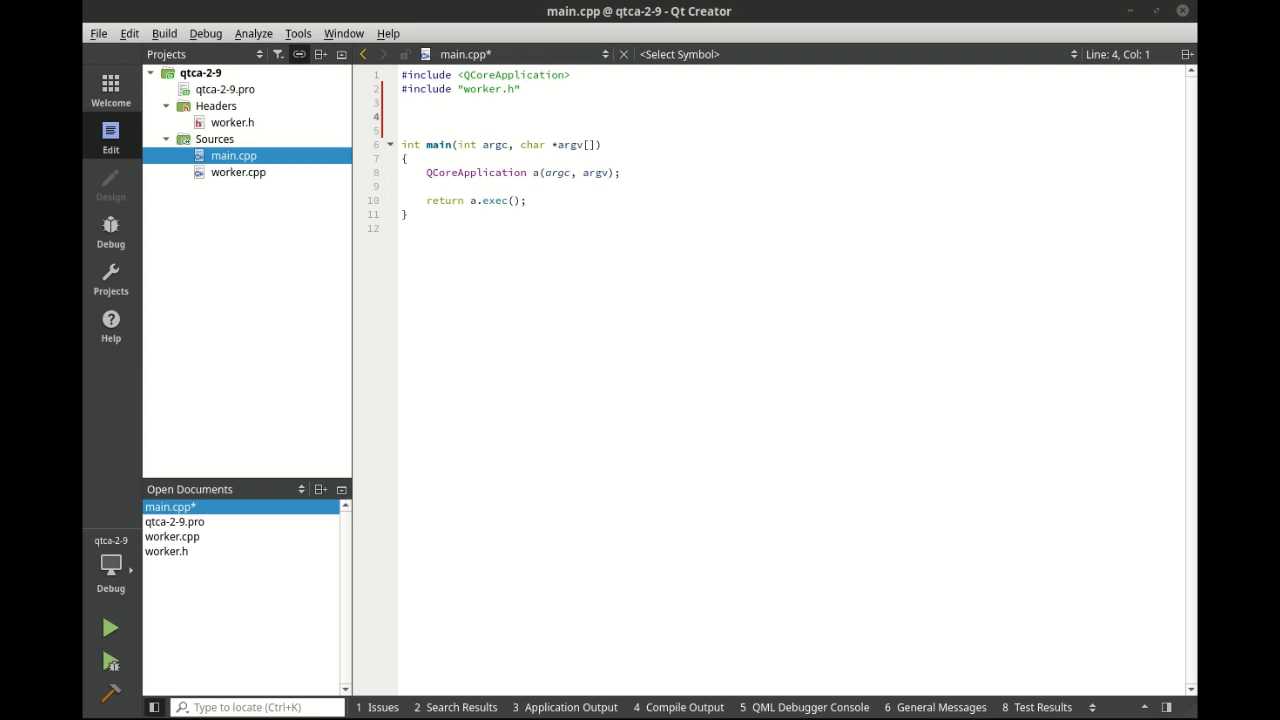 main.cpp @ qtca-2-9 - Qt Creator
File Edit Build Debug Analyze Tools Window Help
Projects
main.cpp*
<Select Symbol>
Line: 4, Col: 1
Welcome
Edit
Design
Debug
Projects
Help
qtca-2-9
Debug
qtca-2-9
qtca-2-9.pro
Headers
worker.h
Sources
main.cpp
worker.cpp
Open Documents
main.cpp*
qtca-2-9.pro
worker.cpp
worker.h
1 #include <QCoreApplication>
2 #include "worker.h"
3
4
5
6 int main(int argc, char *argv[])
7 {
8 QCoreApplication a(argc, argv);
9
10 return a.exec();
11 }
12
Type to locate (Ctrl+K)
1 Issues 2 Search Results 3 Application Output 4 Compile Output 5 QML Debugger Console 6 General Messages 8 Test Results